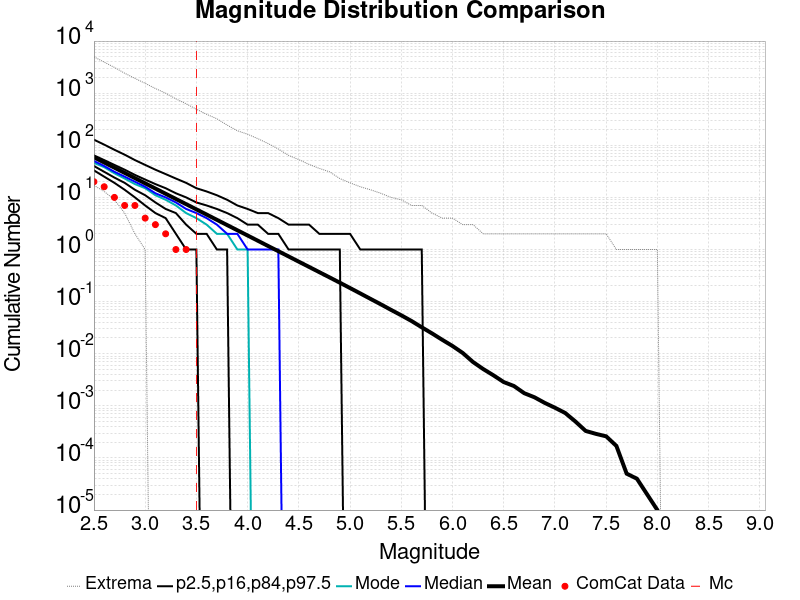 Magnitude Distribution Comparison
10^4
10^3
10^2
10^1
10^0
10^-1
10^-2
10^-3
10^-4
10^-5
Cumulative Number
2.5 3.0 3.5 4.0 4.5 5.0 5.5 6.0 6.5 7.0 7.5 8.0 8.5 9.0
Magnitude
Extrema p2.5,p16,p84,p97.5 Mode Median Mean ComCat Data Mc